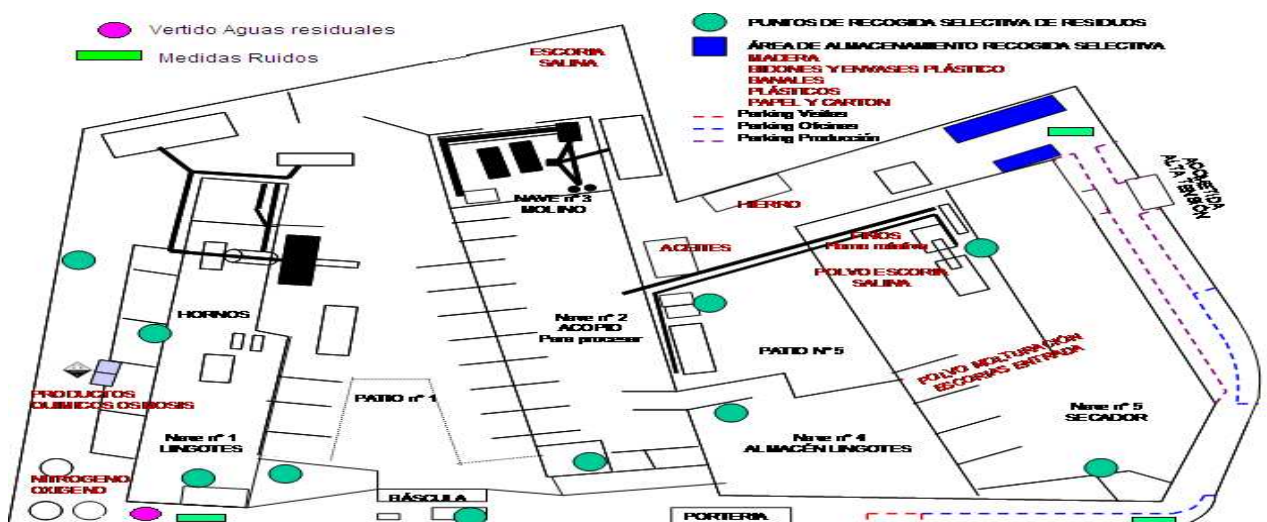 Vertido Aguas residuales
Medidas Ruidos
ESCORIA
SALINA
PUNTOS DE RECOGIDA SELECTIVA DE RESIDUOS
ÁREA DE ALMACENAMIENTO RECOGIDA SELECTIVA
MADERA
BIDONES Y ENVASES PLÁSTICO
BANALES
PLÁSTICOS
PAPEL Y CARTON
Parking Visitas
Parking Oficinas
Parking Producción
ACOMETIDA
ALTA TENSIÓN
NAVE nº 3
MOLINO
HIERRO
ACEITES
FINOS
POLVO ESCORIA
SALINA
HORNOS
Nave nº 2
ACOPIO
Para procesar
PATIO Nº 5
POLVO MOLTURACIÓN
ESCORIAS ENTRADA
PRODUCTOS
QUIMICOS OSMOSIS
PATIO nº 1
Nave nº 1
LINGOTES
Nave nº 4
ALMACÉN LINGOTES
Nave nº 5
SECADOR
NITROGENO
OXIGENO
BÁSCULA
PORTERIA